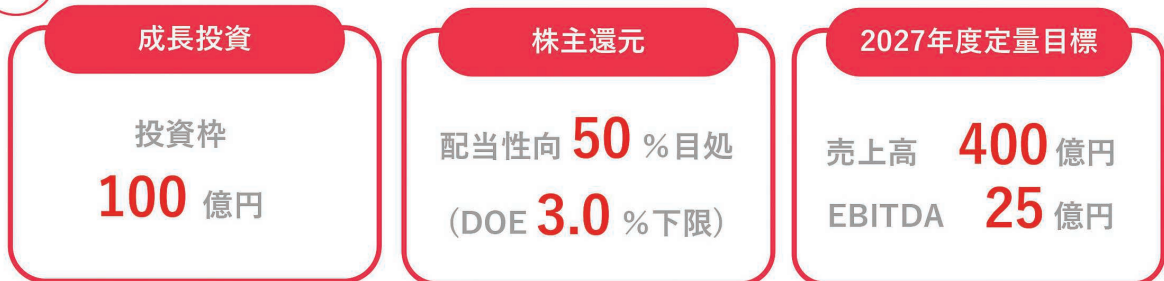 成長投資
投資枠
100 億円
株主還元
配当性向 50 %目処
(DOE 3.0 %下限)
2027年度定量目標
売上高 400 億円
EBITDA 25 億円